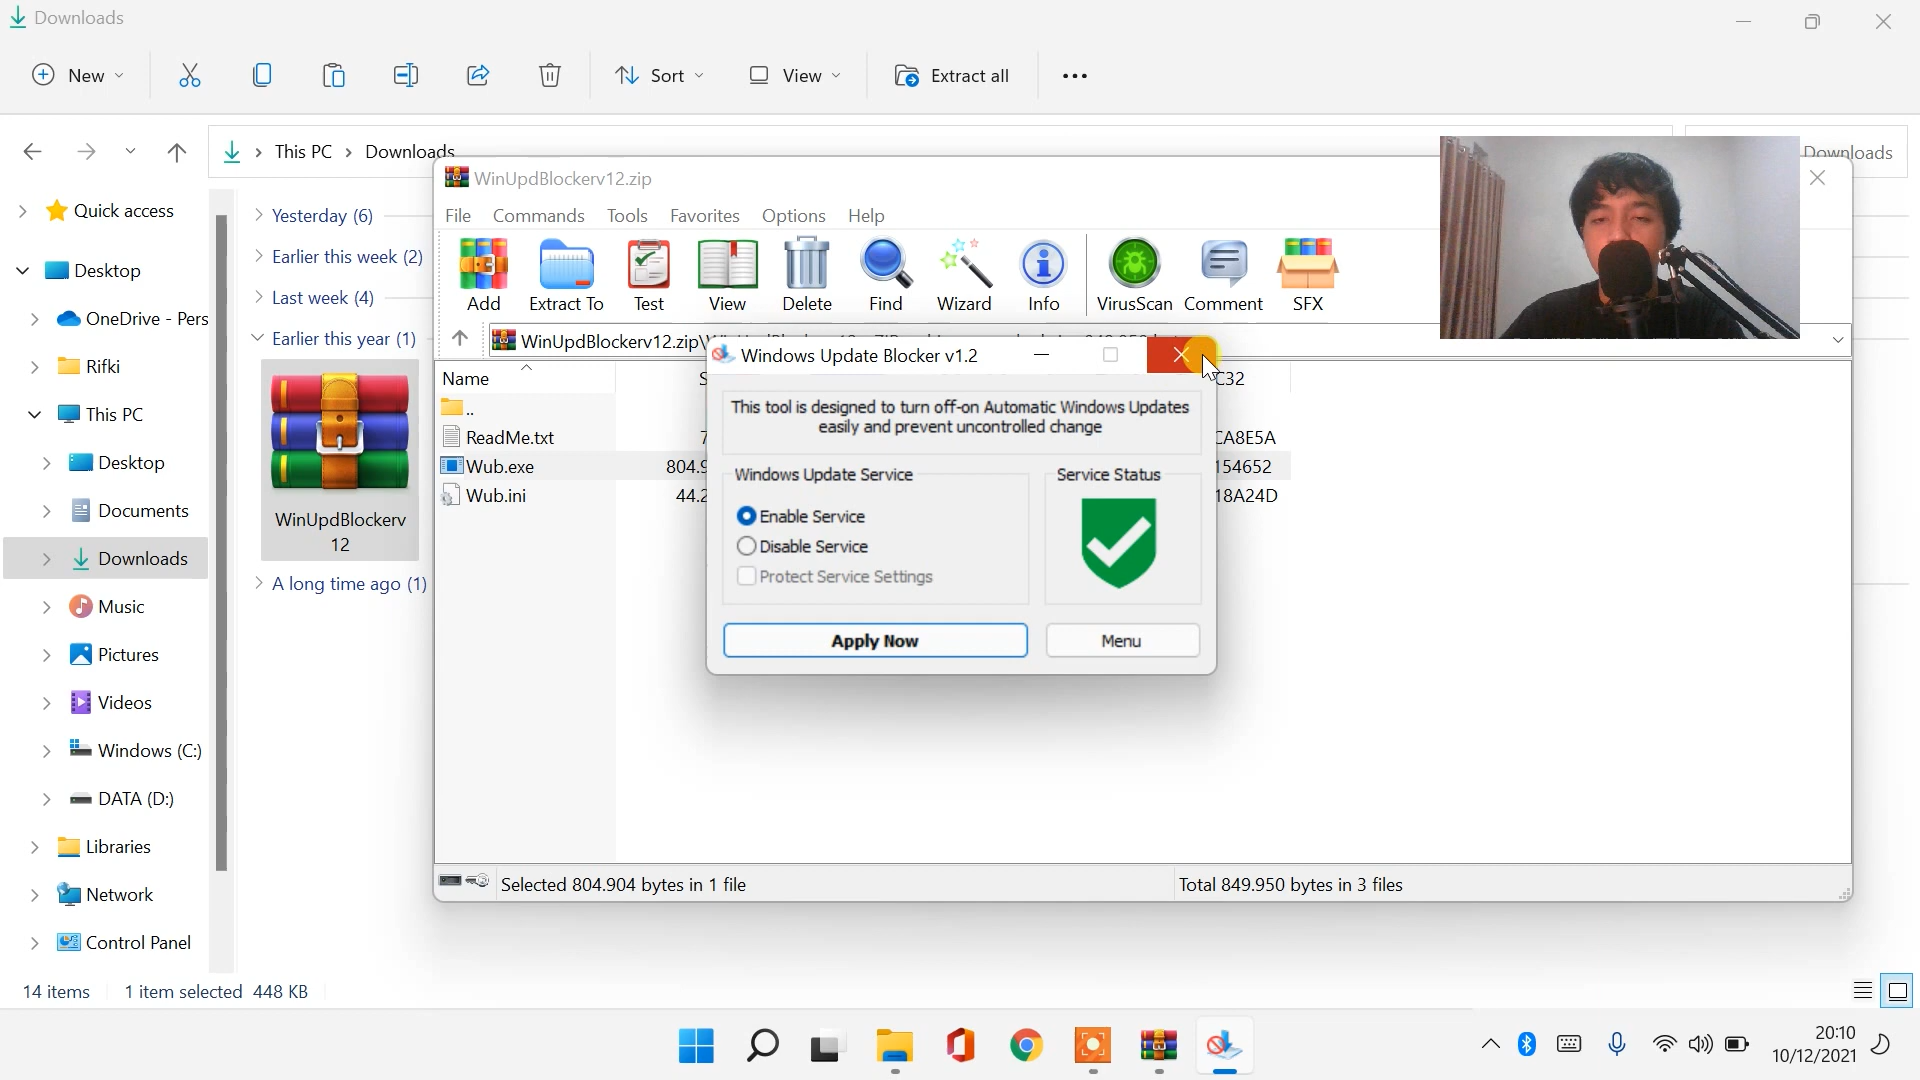 Downloads
New
Sort
View
Extract all
This PC
Downloads
Downloads
Quick access
Desktop
OneDrive - Pers
Rifki
This PC
Desktop
Documents
Downloads
Music
Pictures
Videos
Windows (C:)
DATA (D:)
Libraries
Network
Control Panel
Yesterday (6)
Earlier this week (2)
Last week (4)
Earlier this year (1)
WinUpdBlockerv
12
A long time ago (1)
WinUpdBlockerv12.zip
File Commands Tools Favorites Options Help
Add Extract To Test View Delete Find Wizard Info VirusScan Comment SFX
WinUpdBlockerv12.zip\
Name
C32
..
ReadMe.txt
CA8E5A
Wub.exe
804.9
154652
Wub.ini
44.2
18A24D
Windows Update Blocker v1.2
This tool is designed to turn off-on Automatic Windows Updates
easily and prevent uncontrolled change
Windows Update Service
Service Status
Enable Service
Disable Service
Protect Service Settings
Apply Now
Menu
Selected 804.904 bytes in 1 file
Total 849.950 bytes in 3 files
14 items
1 item selected 448 KB
20:10
10/12/2021